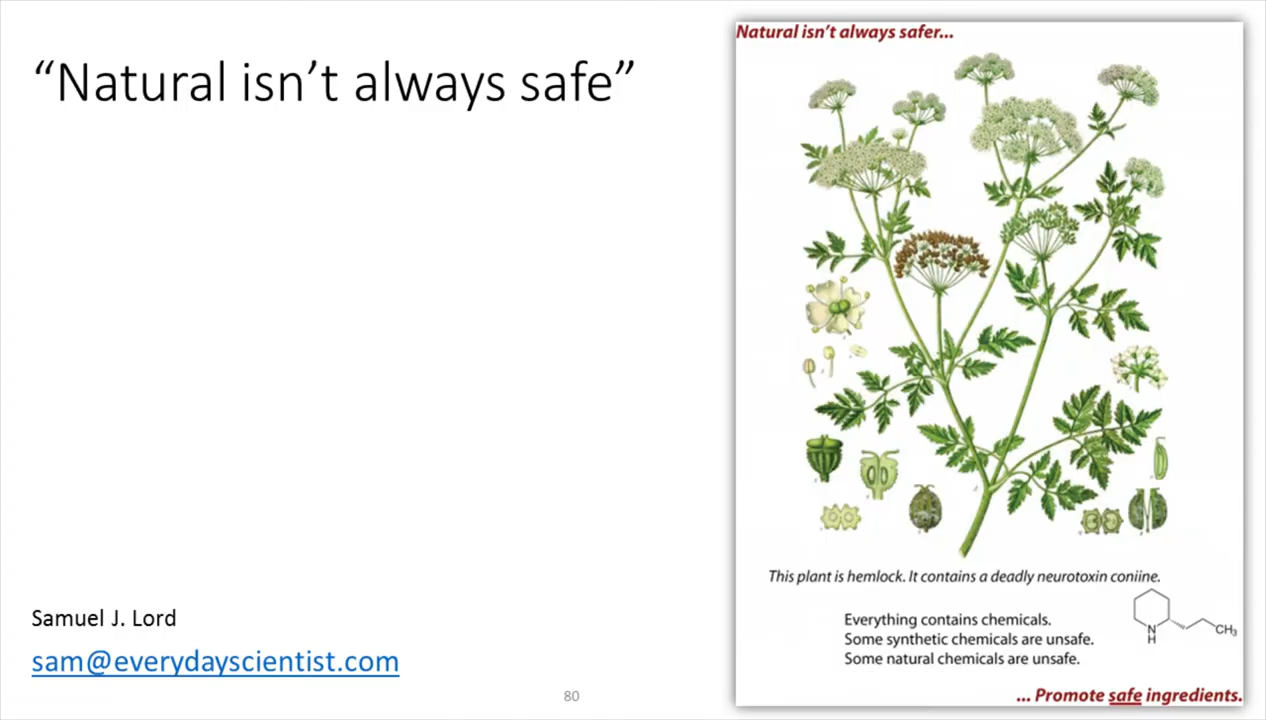 “Natural isn’t always safe”
Samuel J. Lord
sam@everydayscientist.com
80
Natural isn’t always safer...
This plant is hemlock. It contains a deadly neurotoxin coniine.
Everything contains chemicals.
Some synthetic chemicals are unsafe.
Some natural chemicals are unsafe.
N
H
CH₃
... Promote safe ingredients.